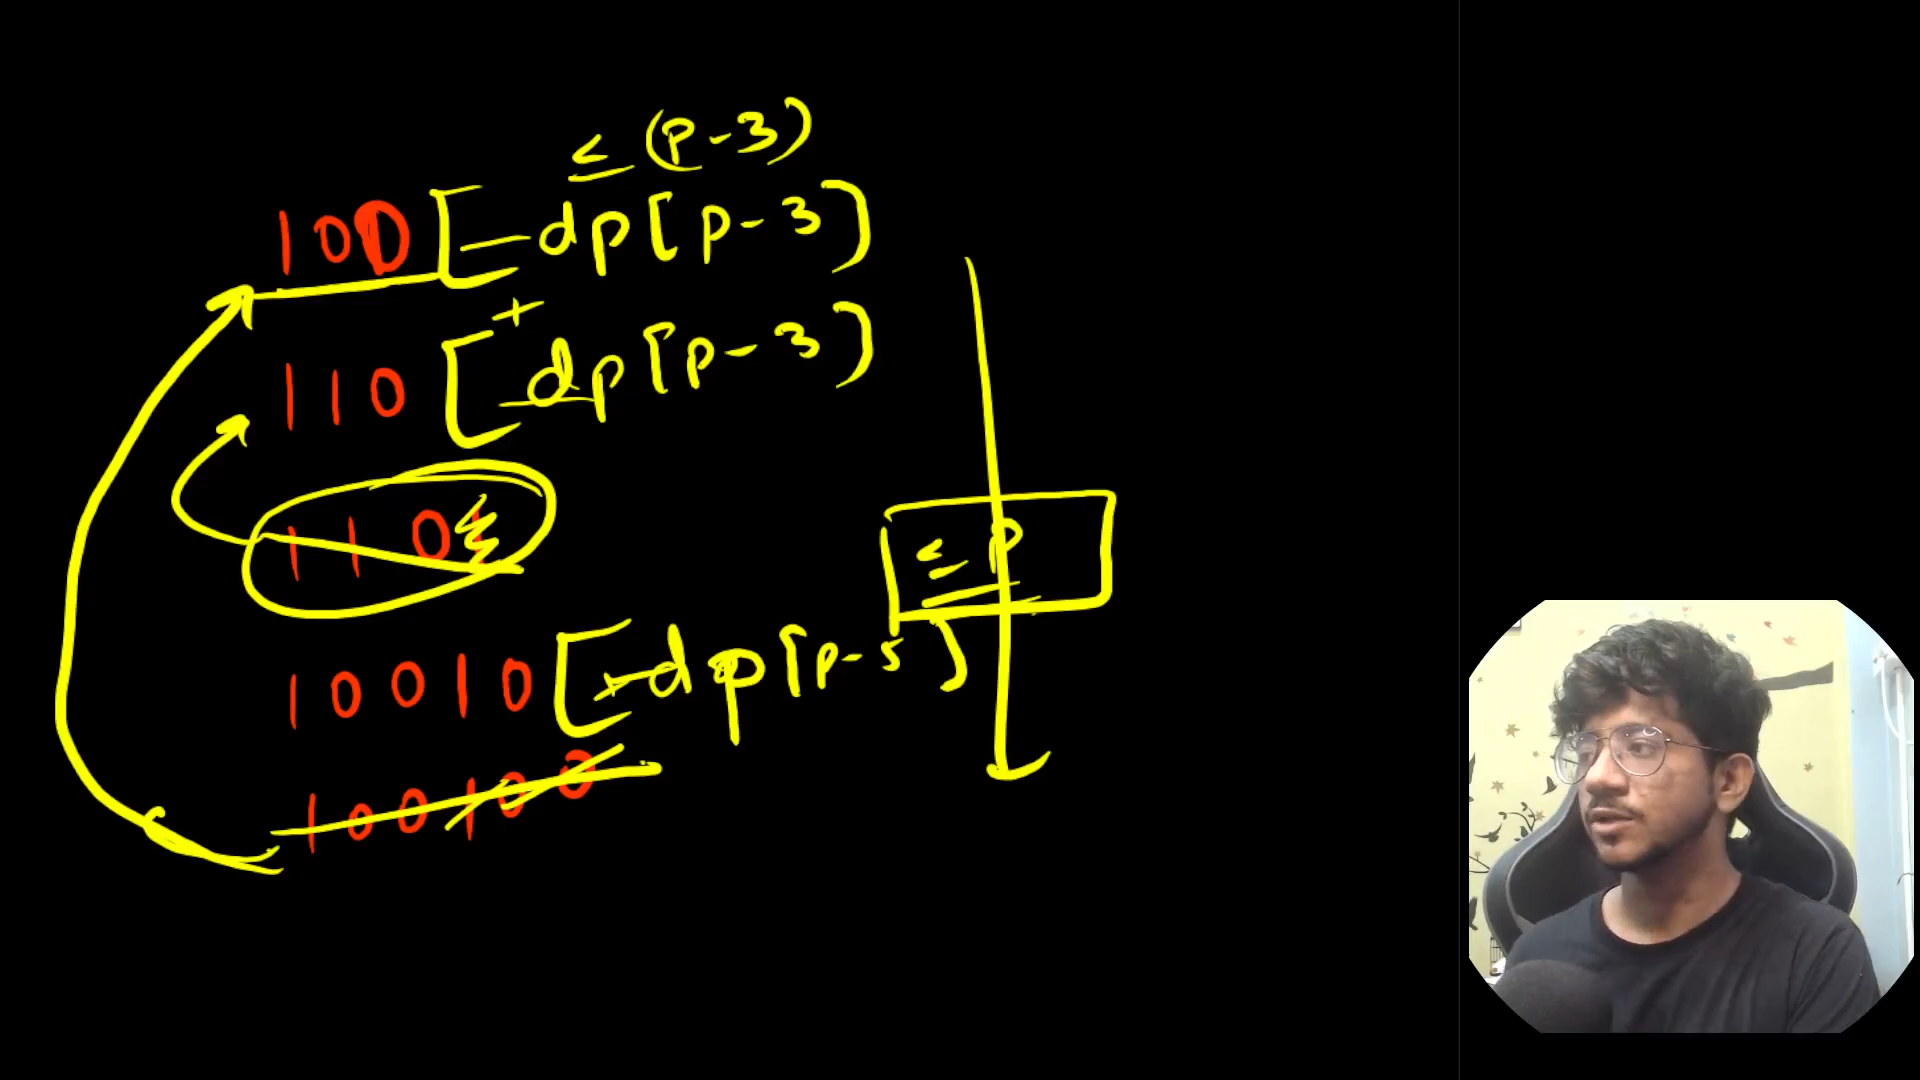 ≤ (p-3)
100 [ dp[p-3]
+
110 [ dp[p-3]
110
≤ p
10010 [ dp[p-5]
100100